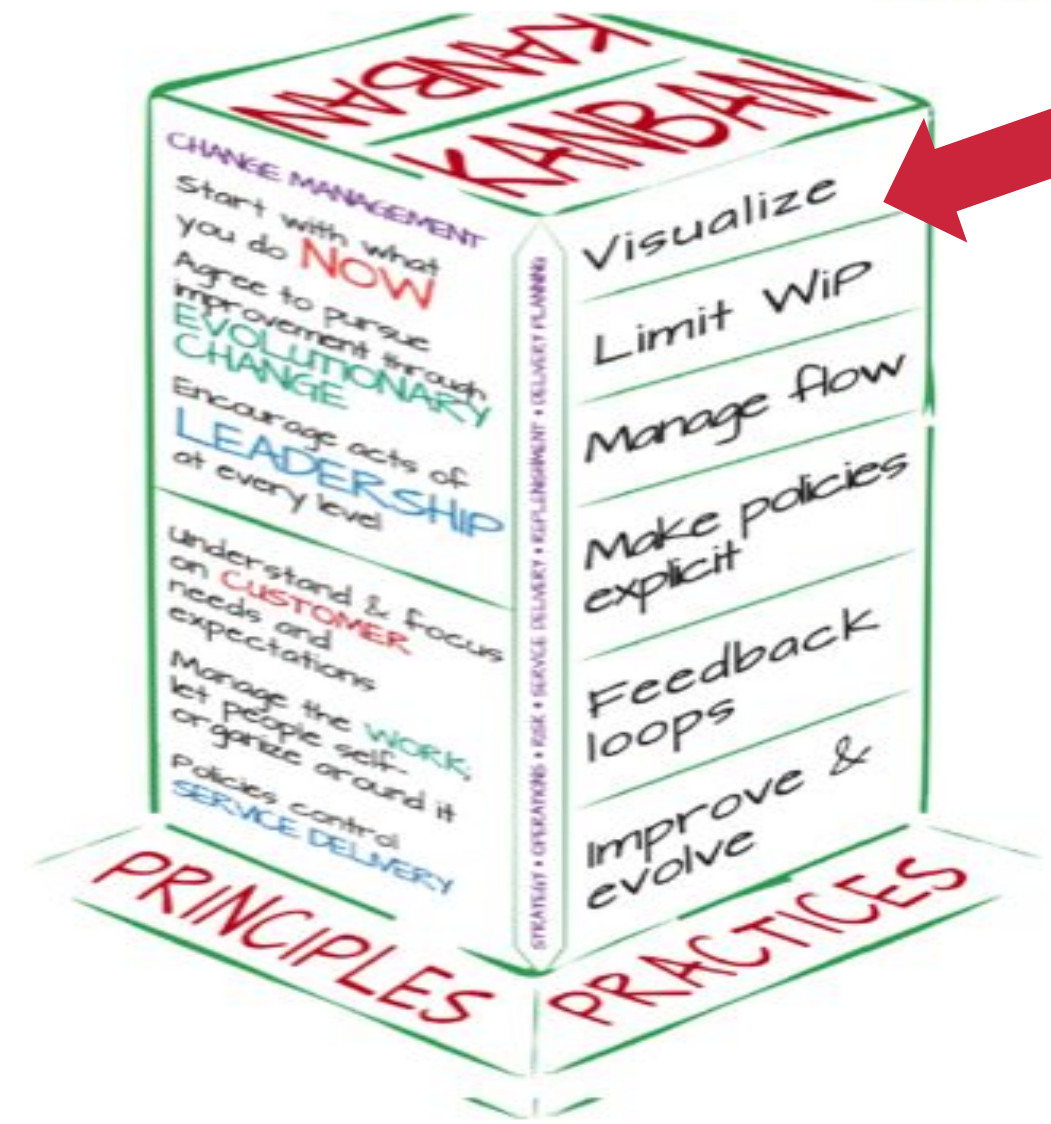 KANBAN
KANBAN
CHANGE MANAGEMENT
Start with what
you do NOW
Agree to pursue
improvement through
EVOLUTIONARY
CHANGE
Encourage acts of
LEADERSHIP
at every level
understand & focus
on CUSTOMER
needs and
expectations
Manage the WORK;
let people self-
organize around it
Policies control
SERVICE DELIVERY
STRATEGY • OPERATIONS • RISK • SERVICE DELIVERY • REPLENISHMENT • DELIVERY PLANNING
Visualize
Limit WiP
Manage flow
Make policies
explicit
Feedback
loops
Improve &
evolve
PRINCIPLES
PRACTICES